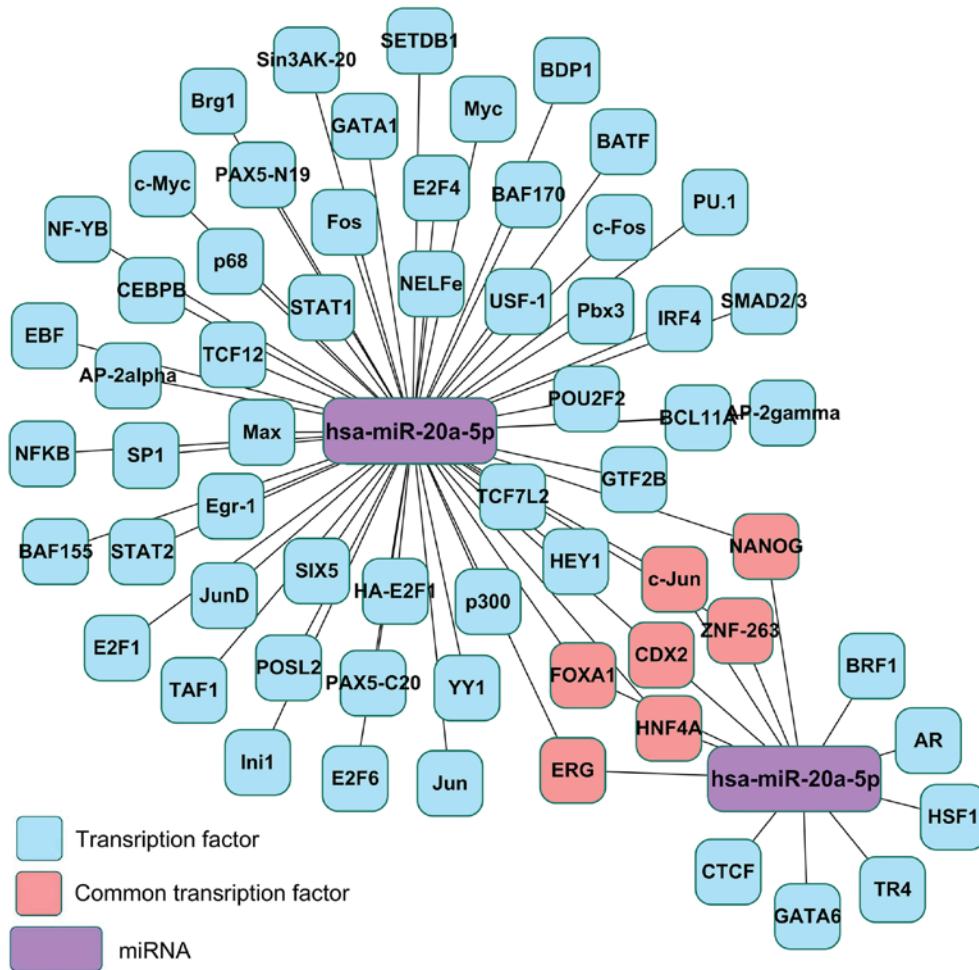 SETDB1
Sin3AK-20
BDP1
Brg1
Myc
GATA1
BATF
c-Myc
PAX5-N19
E2F4
BAF170
PU.1
NF-YB
Fos
c-Fos
p68
CEBPB
NELFe
USF-1
STAT1
Pbx3
IRF4
SMAD2/3
EBF
TCF12
AP-2alpha
POU2F2
BCL11A
AP-2gamma
hsa-miR-20a-5p
Max
NFKB
SP1
GTF2B
TCF7L2
Egr-1
BAF155
STAT2
NANOG
HEY1
SIX5
c-Jun
JunD
HA-E2F1
p300
ZNF-263
E2F1
CDX2
POSL2
FOXA1
BRF1
TAF1
PAX5-C20
YY1
HNF4A
AR
Ini1
ERG
hsa-miR-20a-5p
E2F6
Jun
HSF1
Transription factor
CTCF
TR4
Common transription factor
GATA6
miRNA